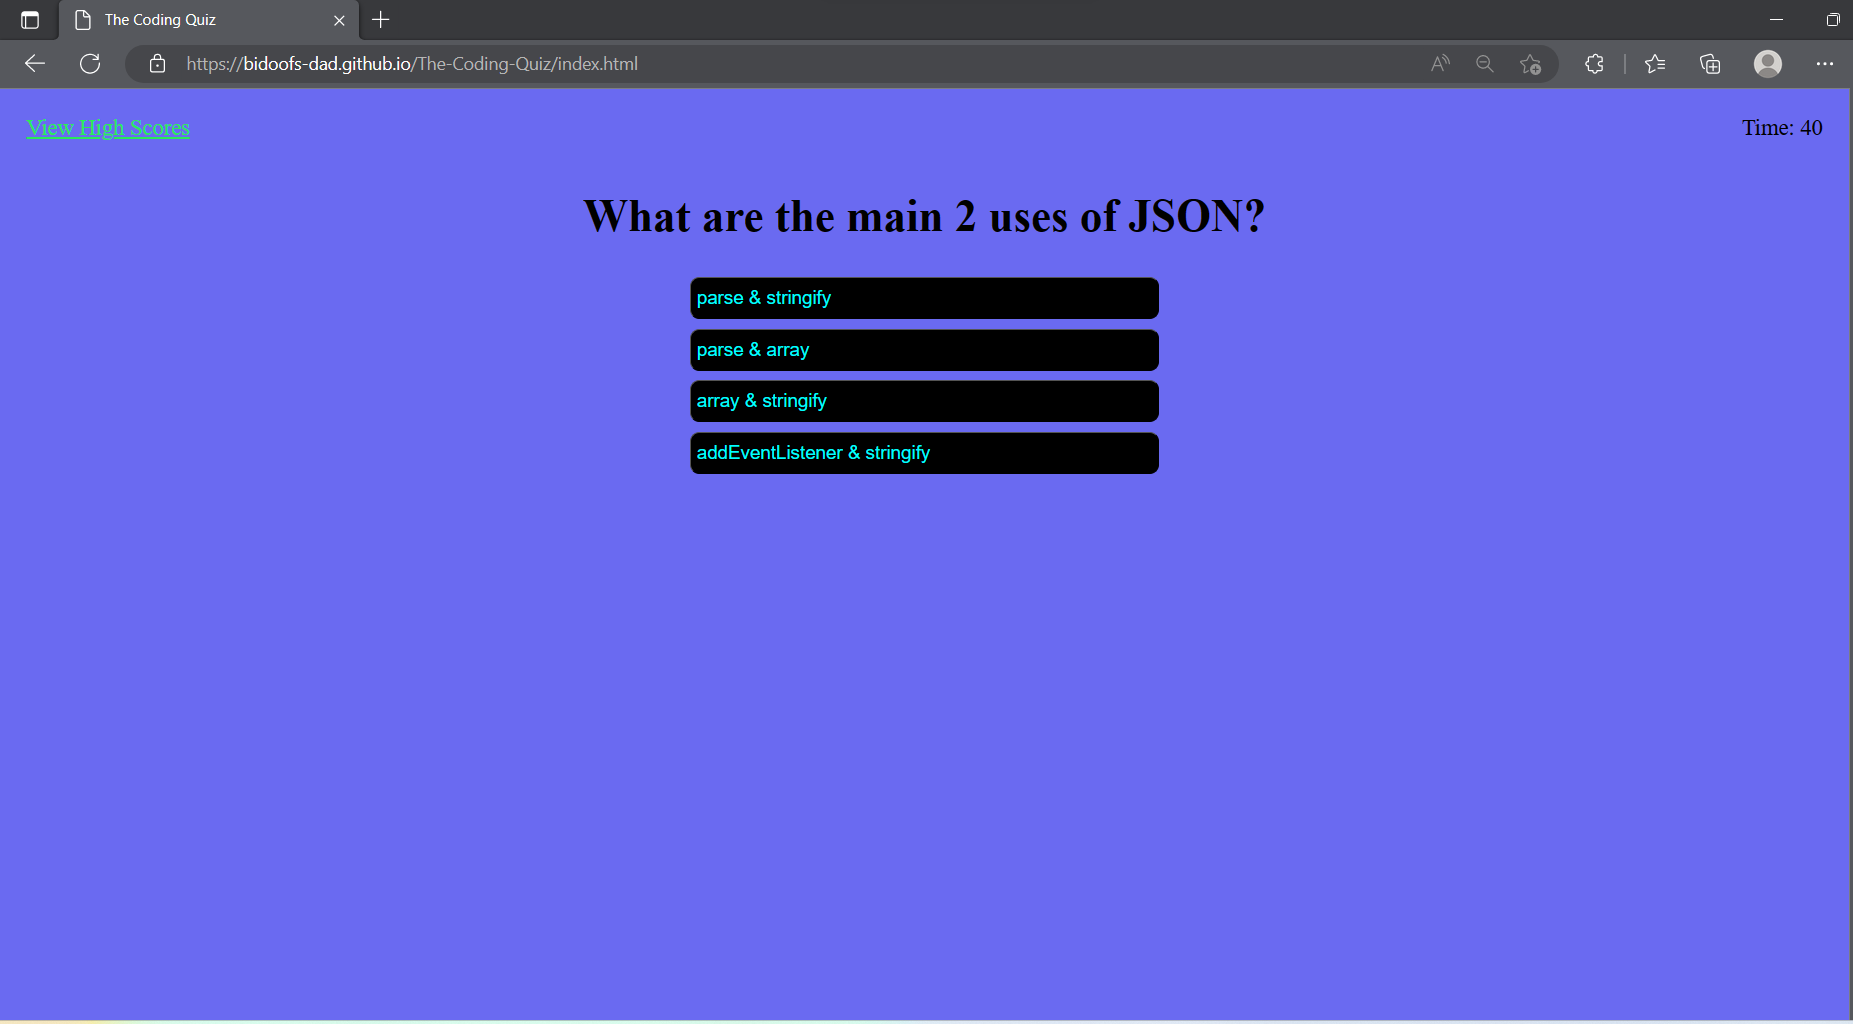 The Coding Quiz
https://bidoofs-dad.github.io/The-Coding-Quiz/index.html
View High Scores
Time: 40
What are the main 2 uses of JSON?
parse & stringify
parse & array
array & stringify
addEventListener & stringify